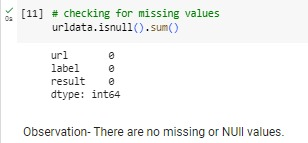 [11] # checking for missing values
0s urldata.isnull().sum()
url 0
label 0
result 0
dtype: int64
Observation- There are no missing or NUll values.